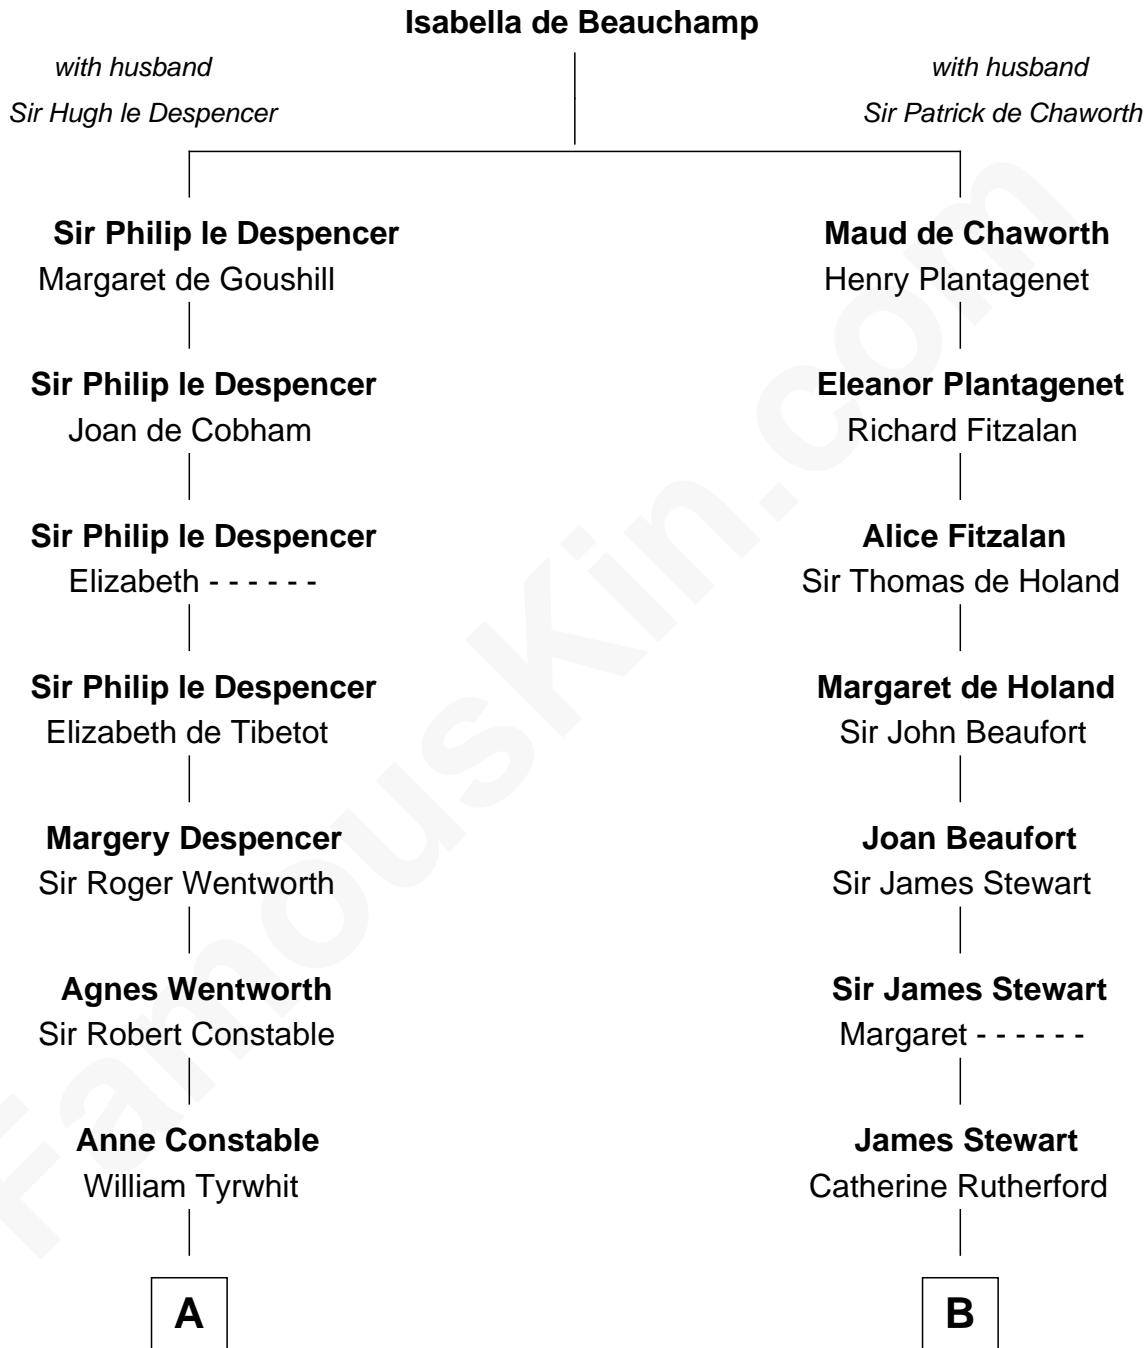 Isabella de Beauchamp
with husband
Sir Hugh le Despencer
with husband
Sir Patrick de Chaworth
Sir Philip le Despencer
Margaret de Goushill
Maud de Chaworth
Henry Plantagenet
Sir Philip le Despencer
Joan de Cobham
Eleanor Plantagenet
Richard Fitzalan
Sir Philip le Despencer
Elizabeth - - - - - -
Alice Fitzalan
Sir Thomas de Holand
Sir Philip le Despencer
Elizabeth de Tibetot
Margaret de Holand
Sir John Beaufort
Margery Despencer
Sir Roger Wentworth
Joan Beaufort
Sir James Stewart
Agnes Wentworth
Sir Robert Constable
Sir James Stewart
Margaret - - - - - -
Anne Constable
William Tyrwhit
James Stewart
Catherine Rutherford
A
B
FamousKin.com